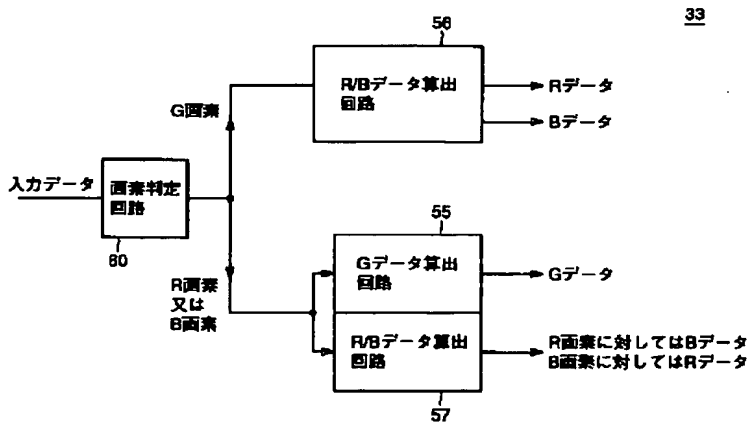 33
56
R/Bデータ算出
回路
Rデータ
Bデータ
G画素
入力データ
画素判定
回路
60
R画素
又は
B画素
55
Gデータ算出
回路
Gデータ
R/Bデータ算出
回路
R画素に対してはBデータ
B画素に対してはRデータ
57